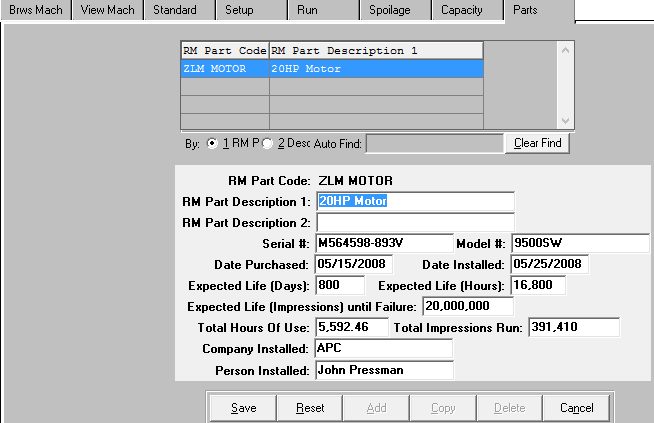 Brws Mach View Mach Standard Setup Run Spoilage Capacity Parts
RM Part Code RM Part Description 1
ZLM MOTOR 20HP Motor
By: 1 RM P 2 Desc Auto Find: Clear Find
RM Part Code: ZLM MOTOR
RM Part Description 1: 20HP Motor
RM Part Description 2:
Serial #: M564598-893V Model #: 9500SW
Date Purchased: 05/15/2008 Date Installed: 05/25/2008
Expected Life (Days): 800 Expected Life (Hours): 16,800
Expected Life (Impressions) until Failure: 20,000,000
Total Hours Of Use: 5,592.46 Total Impressions Run: 391,410
Company Installed: APC
Person Installed: John Pressman
Save Reset Add Copy Delete Cancel